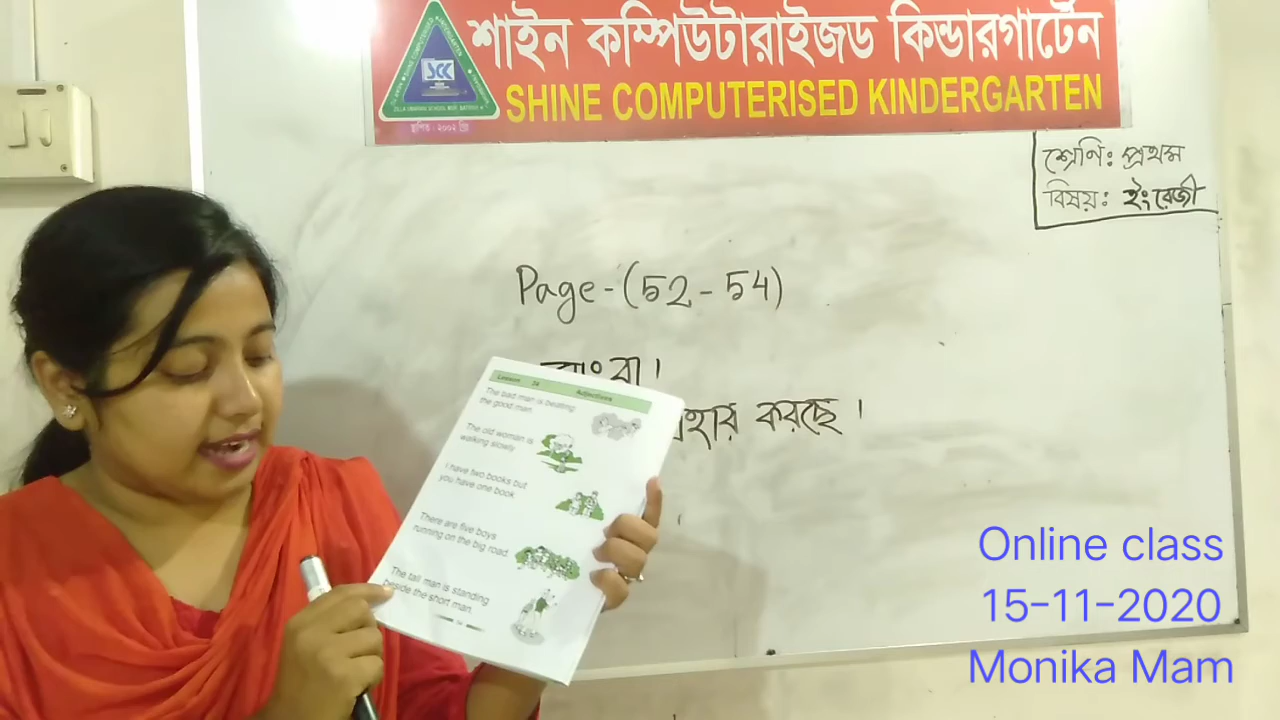 শাইন কম্পিউটারাইজড কিন্ডারগার্টেন
SHINE COMPUTERISED KINDERGARTEN
SCK
স্থাপিত : ২০০২ খ্রিঃ
শ্রেণি: প্রথম
বিষয়: ইংরেজী
Page - (52 - 54)
করছে ।
Lesson 34 Adjectives
The bad man is beating
the good man.
The old woman is
walking slowly.
I have two books but
you have one book
There are five boys
running on the big road.
The tall man is standing
beside the short man.
Online class
15-11-2020
Monika Mam